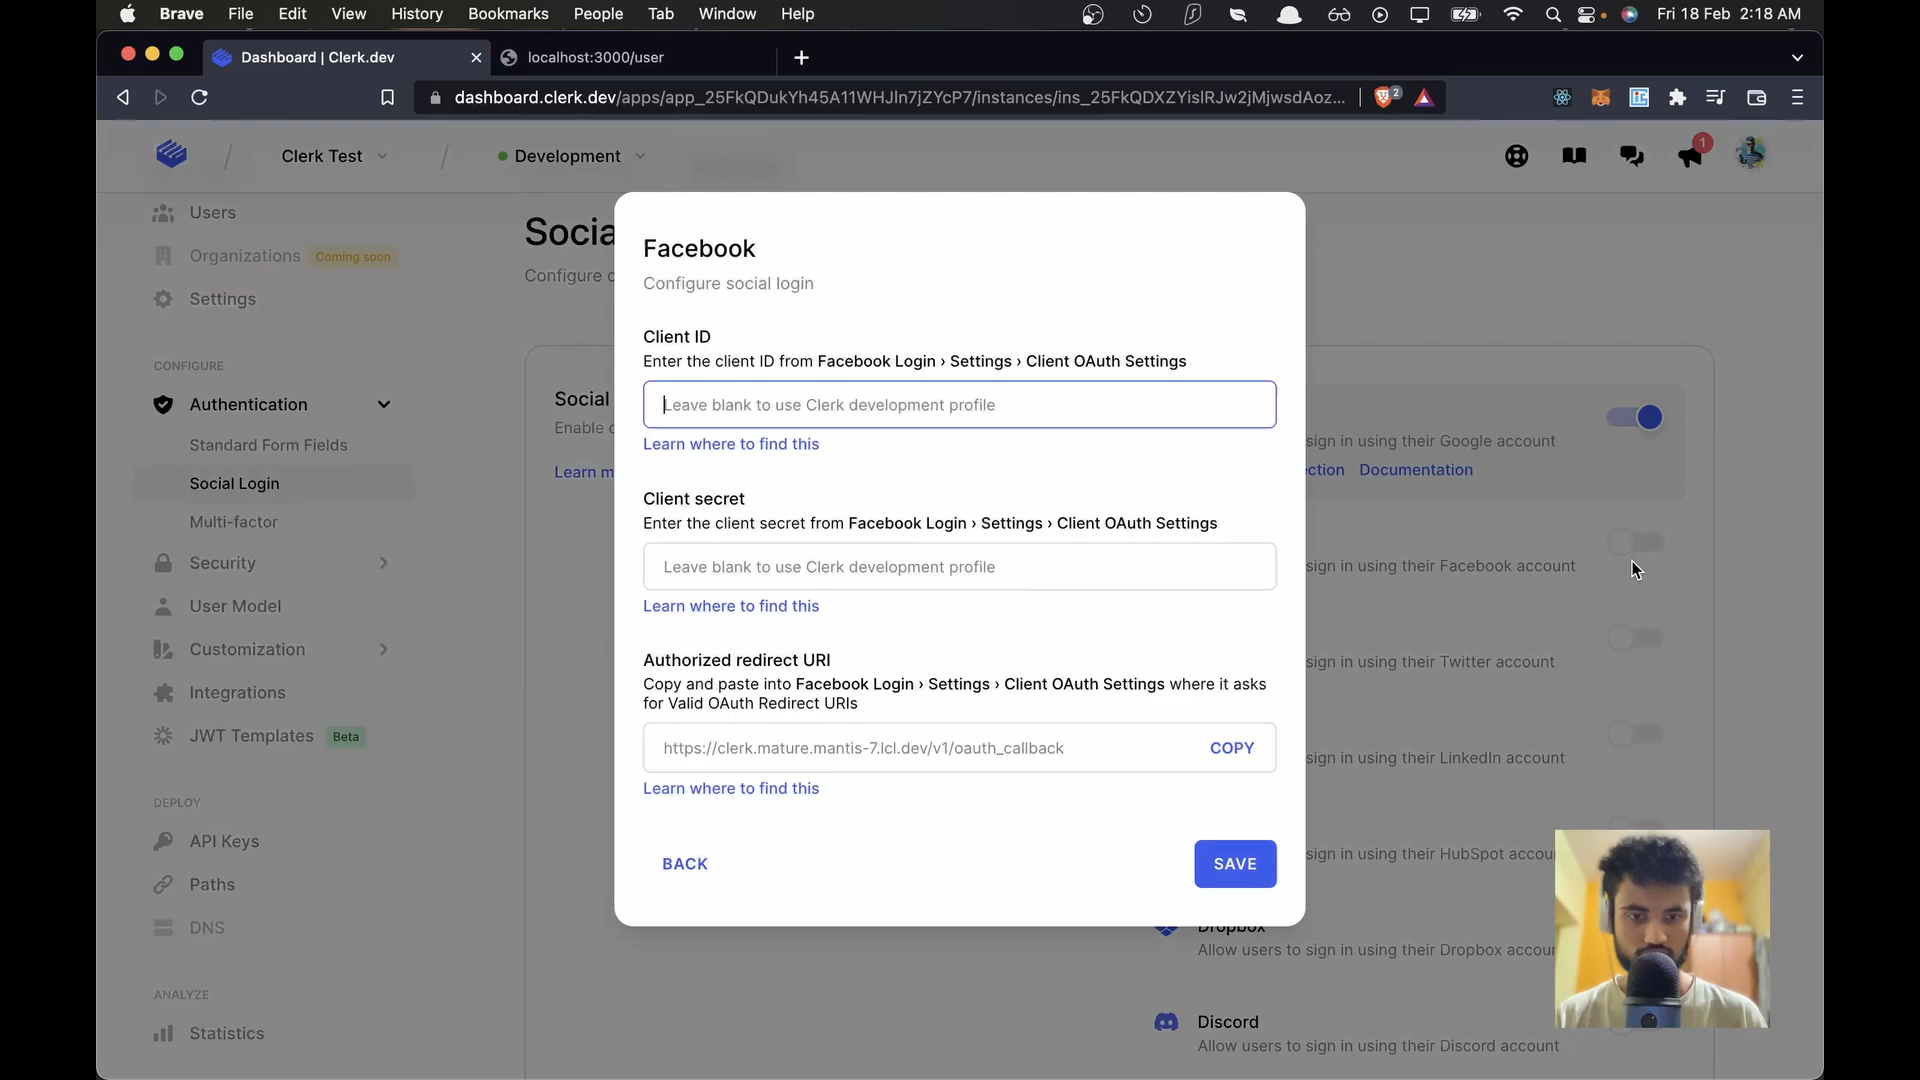 Brave File Edit View History Bookmarks People Tab Window Help Fri 18 Feb 2:18 AM
Dashboard | Clerk.dev
localhost:3000/user
dashboard.clerk.dev/apps/app_25FkQDukYh45A11WHJln7jZYcP7/instances/ins_25FkQDXZYislRJw2jMjwsdAoz...
2
Clerk Test
Development
1
Users
Organizations Coming soon
Settings
CONFIGURE
Authentication
Standard Form Fields
Social Login
Multi-factor
Security
User Model
Customization
Integrations
JWT Templates Beta
DEPLOY
API Keys
Paths
DNS
ANALYZE
Statistics
Socia
Configure
Social
Enable
Learn
Facebook
Configure social login
Client ID
Enter the client ID from Facebook Login › Settings › Client OAuth Settings
Leave blank to use Clerk development profile
Learn where to find this
Client secret
Enter the client secret from Facebook Login › Settings › Client OAuth Settings
Leave blank to use Clerk development profile
Learn where to find this
Authorized redirect URI
Copy and paste into Facebook Login › Settings › Client OAuth Settings where it asks
for Valid OAuth Redirect URIs
https://clerk.mature.mantis-7.lcl.dev/v1/oauth_callback COPY
Learn where to find this
BACK
SAVE
sign in using their Google account
ction Documentation
sign in using their Facebook account
sign in using their Twitter account
sign in using their LinkedIn account
sign in using their HubSpot accou
Dropbox
Allow users to sign in using their Dropbox accou
Discord
Allow users to sign in using their Discord account